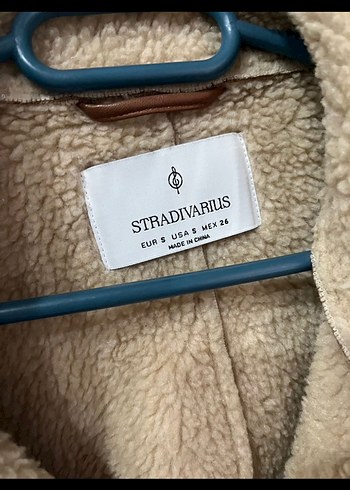 STRADIVARIUS
EUR S USA S MEX 26
MADE IN CHINA